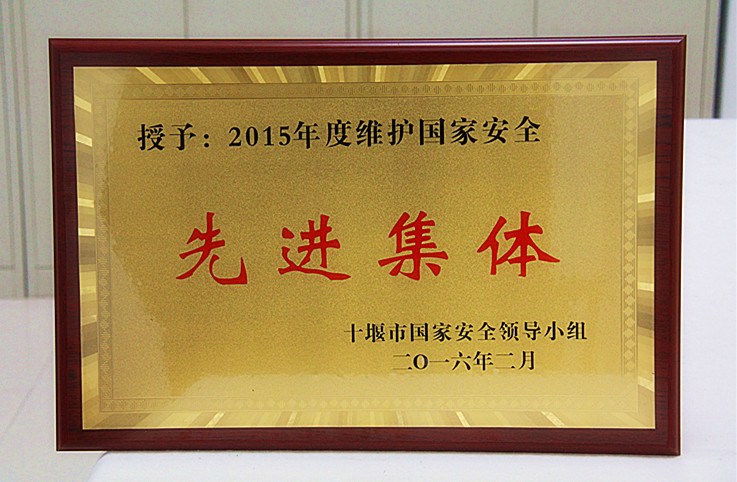 授予：2015年度维护国家安全
先进集体
十堰市国家安全领导小组
二〇一六年二月